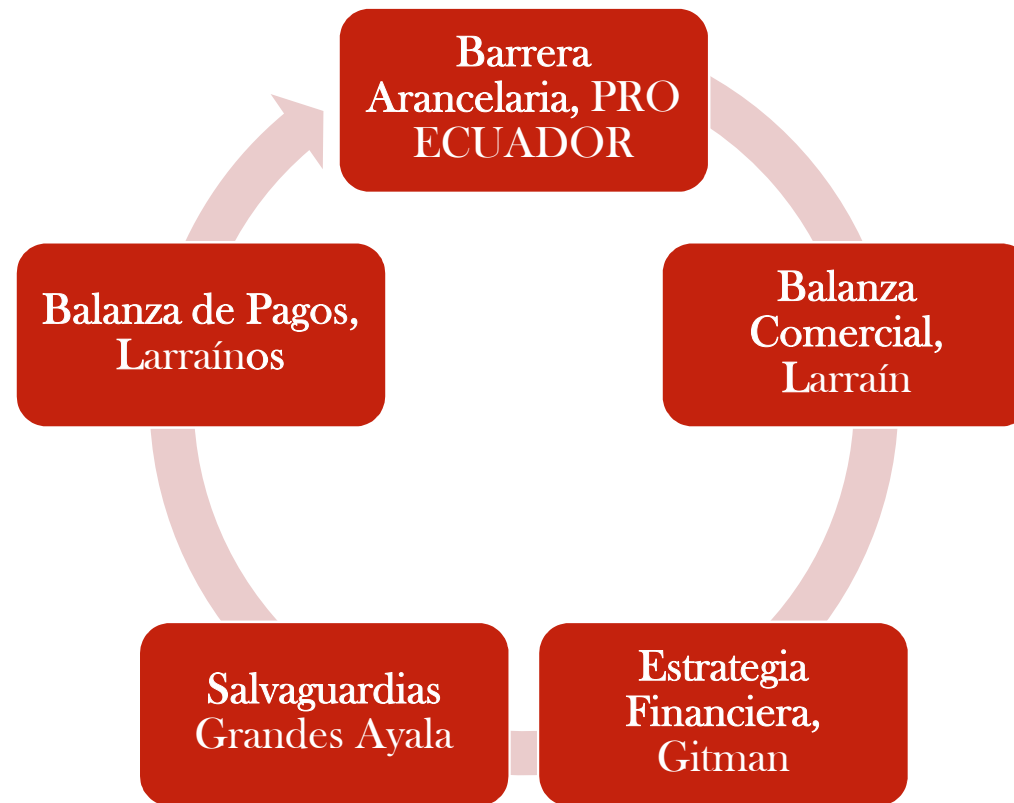 Barrera
Arancelaria, PRO
ECUADOR
Balanza
Comercial,
Larraín
Estrategia
Financiera,
Gitman
Salvaguardias
Grandes Ayala
Balanza de Pagos,
Larraínos